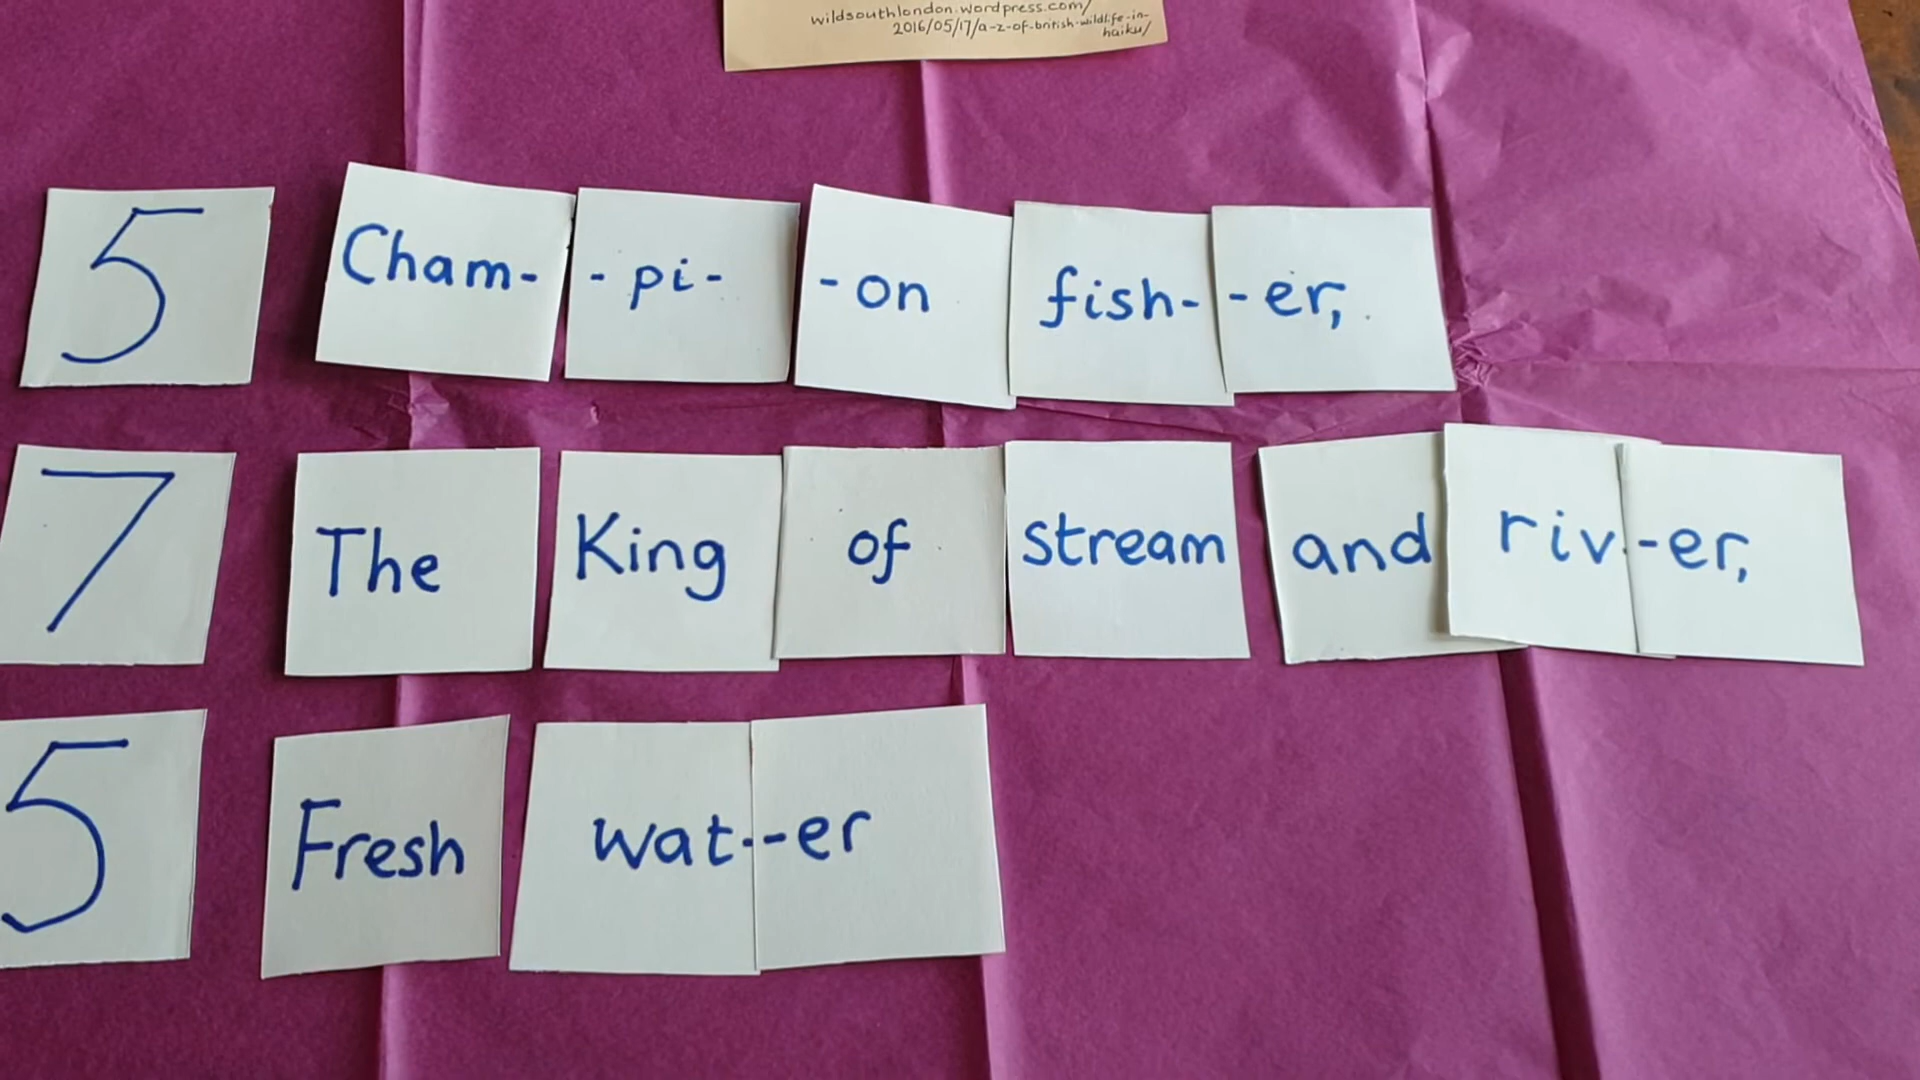 wildsouthlondon.wordpress.com/
2016/05/17/a-z-of-british-wildlife-in-
haiku/
5 Cham- -pi- -on fish- -er,
7 The King of stream and riv- -er,
5 Fresh wat- -er